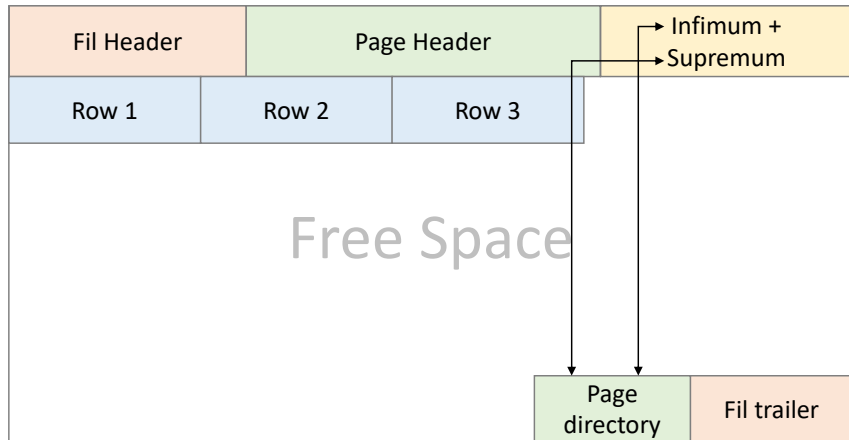 Fil Header
Page Header
Infimum +
Supremum
Row 1
Row 2
Row 3
Free Space
Page
directory
Fil trailer